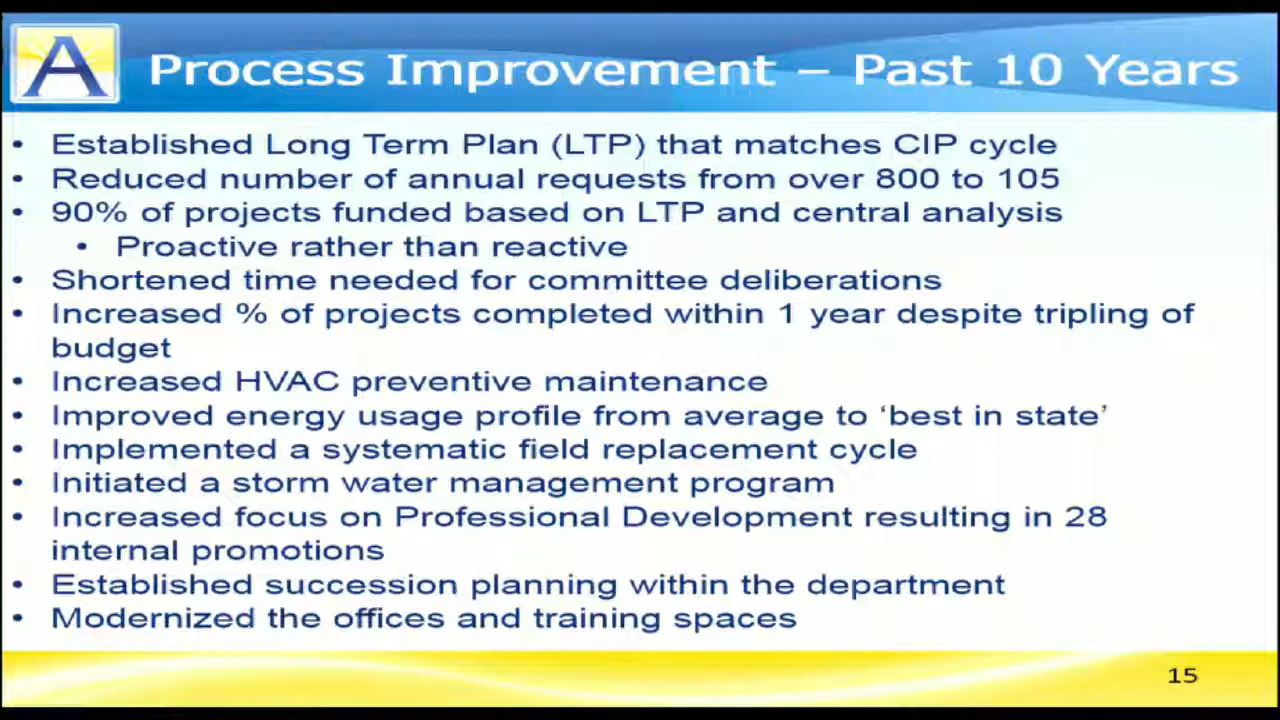 A
Process Improvement – Past 10 Years
• Established Long Term Plan (LTP) that matches CIP cycle
• Reduced number of annual requests from over 800 to 105
• 90% of projects funded based on LTP and central analysis
• Proactive rather than reactive
• Shortened time needed for committee deliberations
• Increased % of projects completed within 1 year despite tripling of
budget
• Increased HVAC preventive maintenance
• Improved energy usage profile from average to ‘best in state’
• Implemented a systematic field replacement cycle
• Initiated a storm water management program
• Increased focus on Professional Development resulting in 28
internal promotions
• Established succession planning within the department
• Modernized the offices and training spaces
15